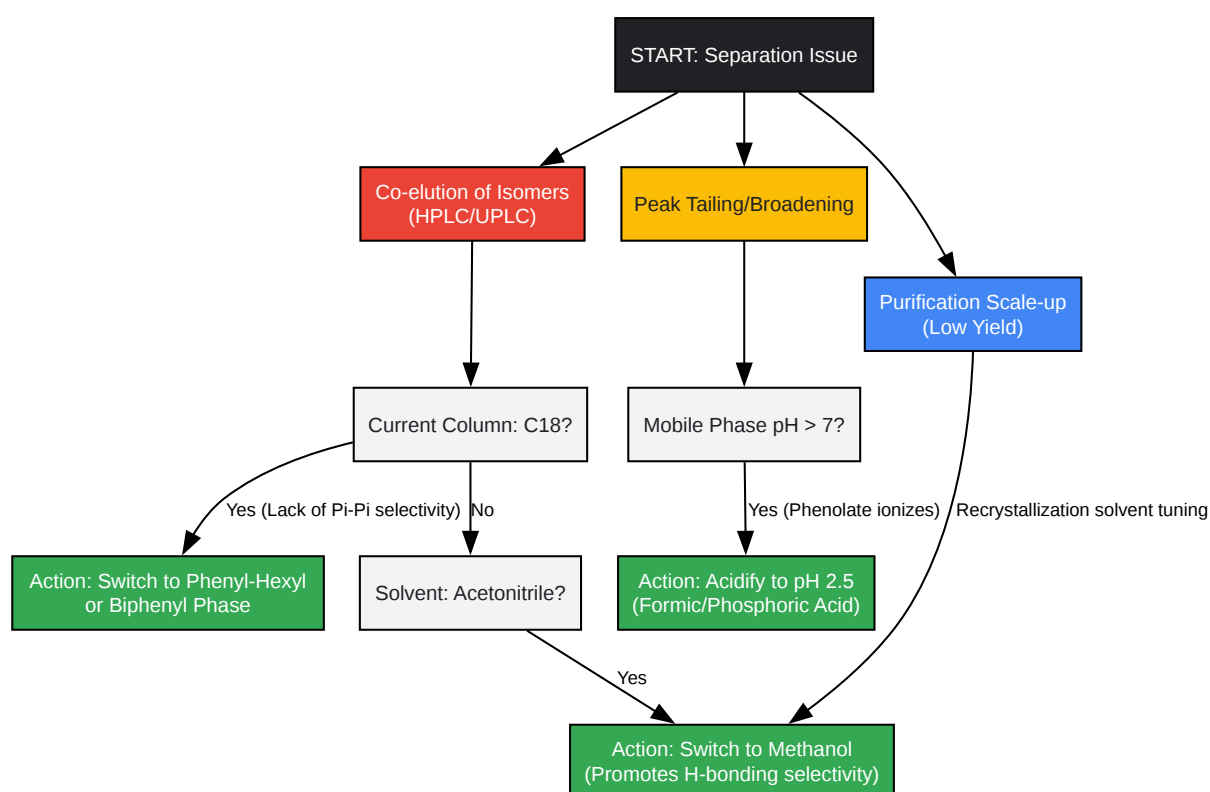 START: Separation Issue
Co-elution of Isomers
(HPLC/UPLC)
Peak Tailing/Broadening
Purification Scale-up
(Low Yield)
Current Column: C18?
Mobile Phase pH > 7?
Yes (Lack of Pi-Pi selectivity)
No
Yes (Phenolate ionizes)
Recrystallization solvent tuning
Action: Switch to Phenyl-Hexyl
or Biphenyl Phase
Solvent: Acetonitrile?
Action: Acidify to pH 2.5
(Formic/Phosphoric Acid)
Yes
Action: Switch to Methanol
(Promotes H-bonding selectivity)